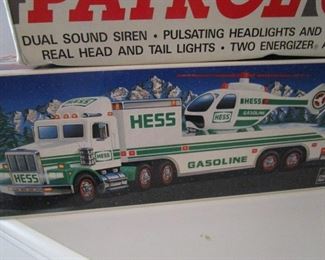 PATROL
DUAL SOUND SIREN • PULSATING HEADLIGHTS AND
REAL HEAD AND TAIL LIGHTS • TWO ENERGIZER
HESS
HESS
HESS
GASOLINE
HESS
GASOLINE